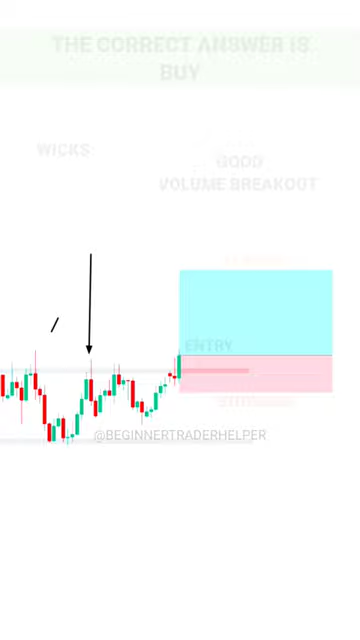 THE CORRECT ANSWER IS
BUY
WICKS
GOOD
VOLUME BREAKOUT
ENTRY
@BEGINNERTRADERHELPER